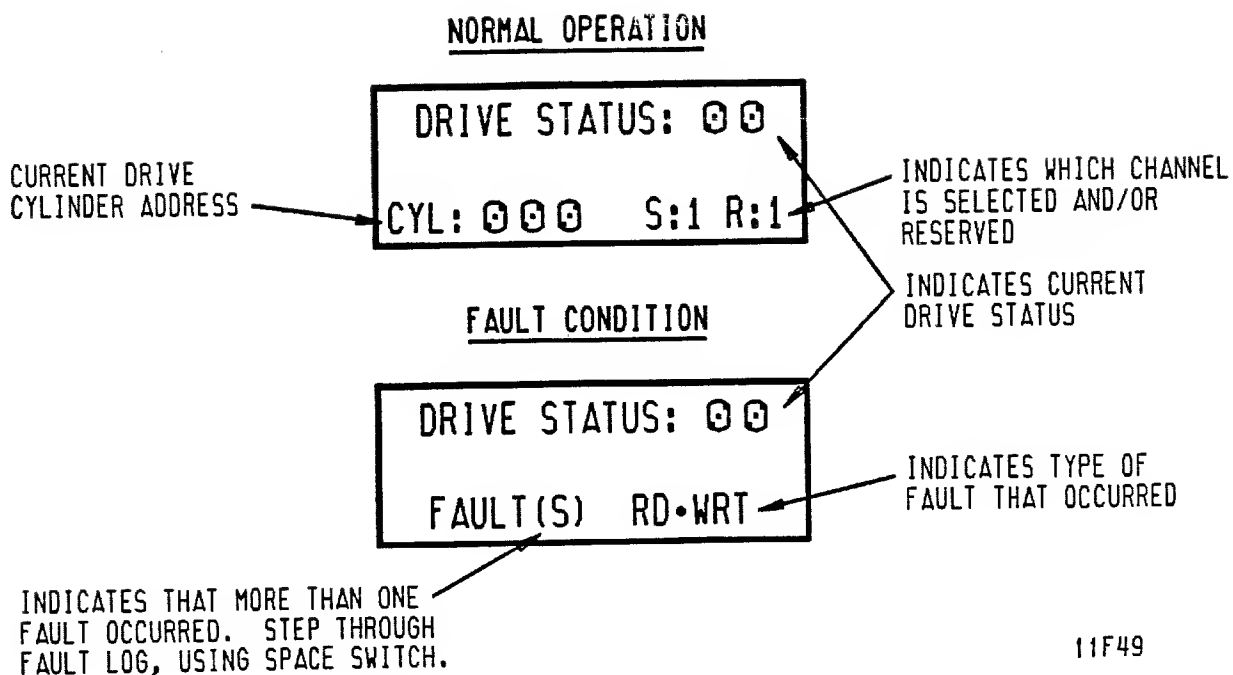 NORMAL OPERATION
DRIVE STATUS: 00
CYL: 000 S:1 R:1
CURRENT DRIVE
CYLINDER ADDRESS
INDICATES WHICH CHANNEL
IS SELECTED AND/OR
RESERVED
INDICATES CURRENT
DRIVE STATUS
FAULT CONDITION
DRIVE STATUS: 00
FAULT(S) RD•WRT
INDICATES TYPE OF
FAULT THAT OCCURRED
INDICATES THAT MORE THAN ONE
FAULT OCCURRED. STEP THROUGH
FAULT LOG, USING SPACE SWITCH.
11F49